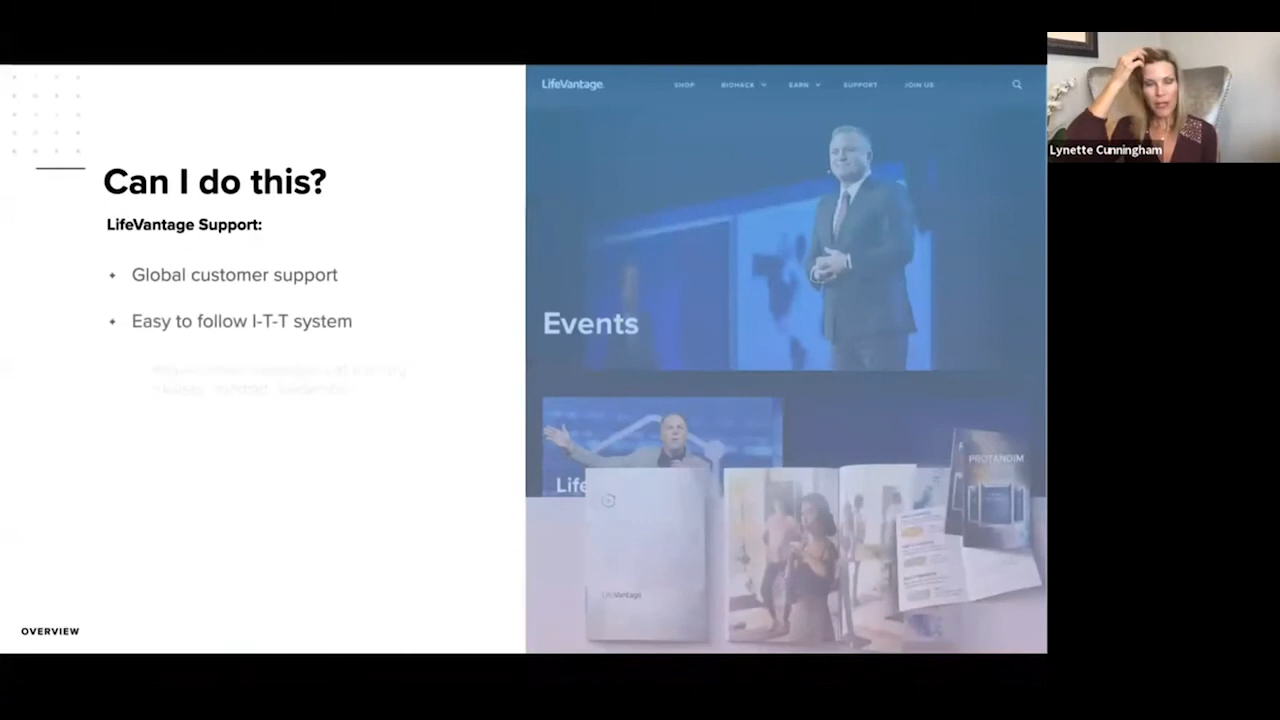 Can I do this?
LifeVantage Support:
Global customer support
Easy to follow I-T-T system
OVERVIEW
LifeVantage
SHOP
BIOHACK
EARN
SUPPORT
JOIN US
Events
Life
LifeVantage
PROTANDIM
Lynette Cunningham